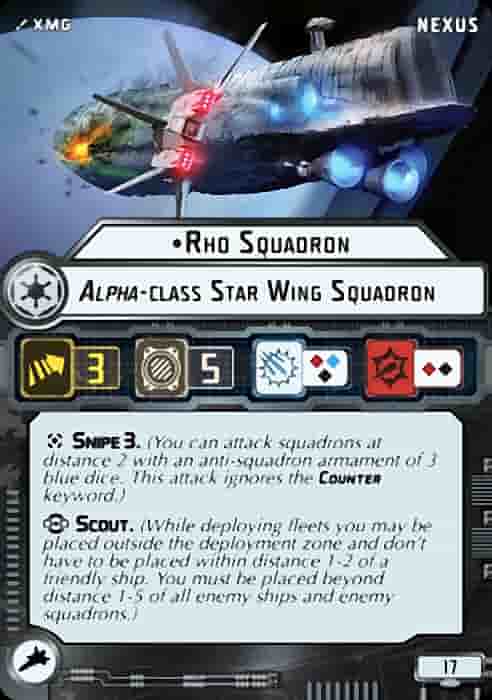 XMG
NEXUS
•RHO SQUADRON
ALPHA-CLASS STAR WING SQUADRON
3
5
SNIPE 3. (You can attack squadrons at
distance 2 with an anti-squadron armament of 3
blue dice. This attack ignores the COUNTER
keyword.)
SCOUT. (While deploying fleets you may be
placed outside the deployment zone and don't
have to be placed within distance 1-2 of a
friendly ship. You must be placed beyond
distance 1-5 of all enemy ships and enemy
squadrons.)
17